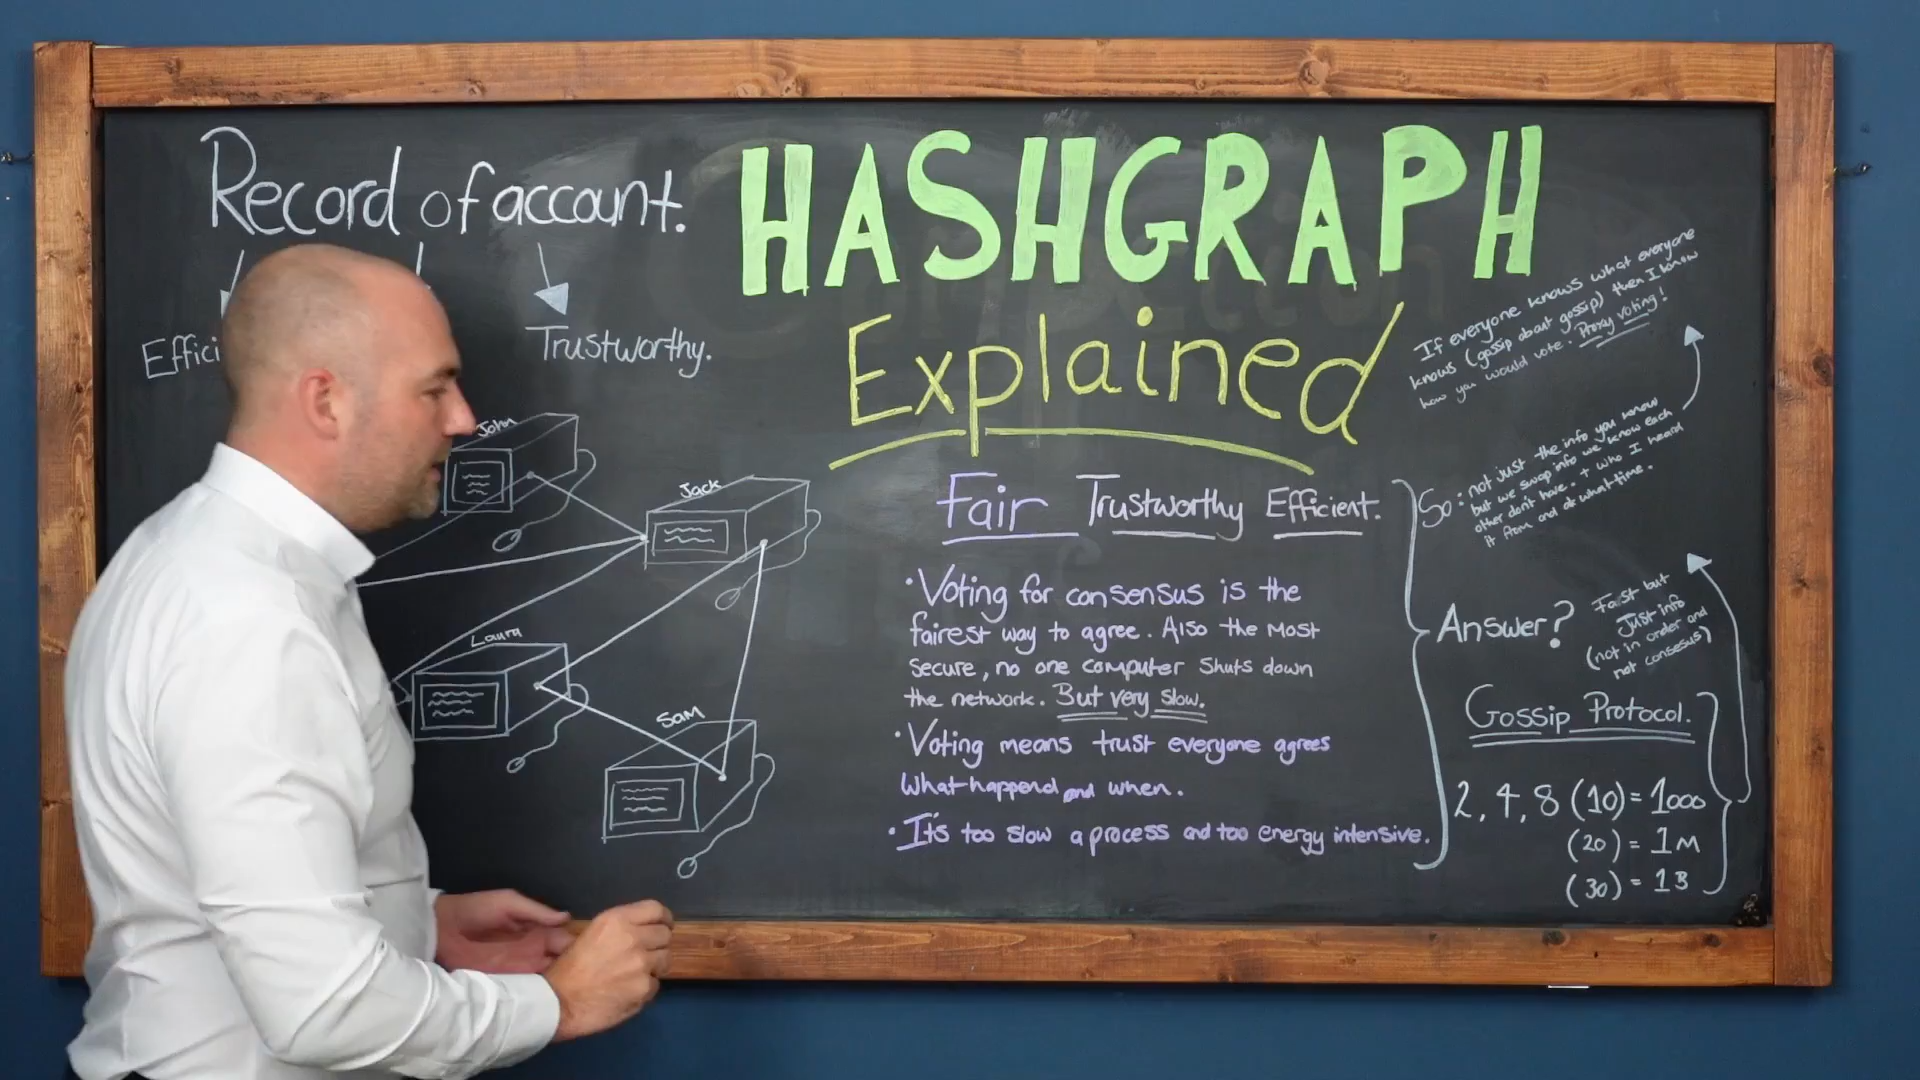 Record of account.
Effici
Trustworthy.
John
Jack
Laura
Sam
HASHGRAPH
Explained
Fair Trustworthy Efficient.
• Voting for consensus is the
fairest way to agree. Also the most
secure, no one computer shuts down
the network. But very slow.
• Voting means trust everyone agrees
what happend and when.
• It's too slow a process and too energy intensive.
Answer?
Gossip Protocol.
2, 4, 8 (10) = 1000
(20) = 1M
(30) = 1B
Fast but
Just info
(not in order and
not consesus)
So: not just the info you know
but we swap info we know each
other don't have. + who I heard
it from and at what time.
If everyone knows what everyone
knows (gossip about gossip) then I know
how you would vote. Proxy voting!